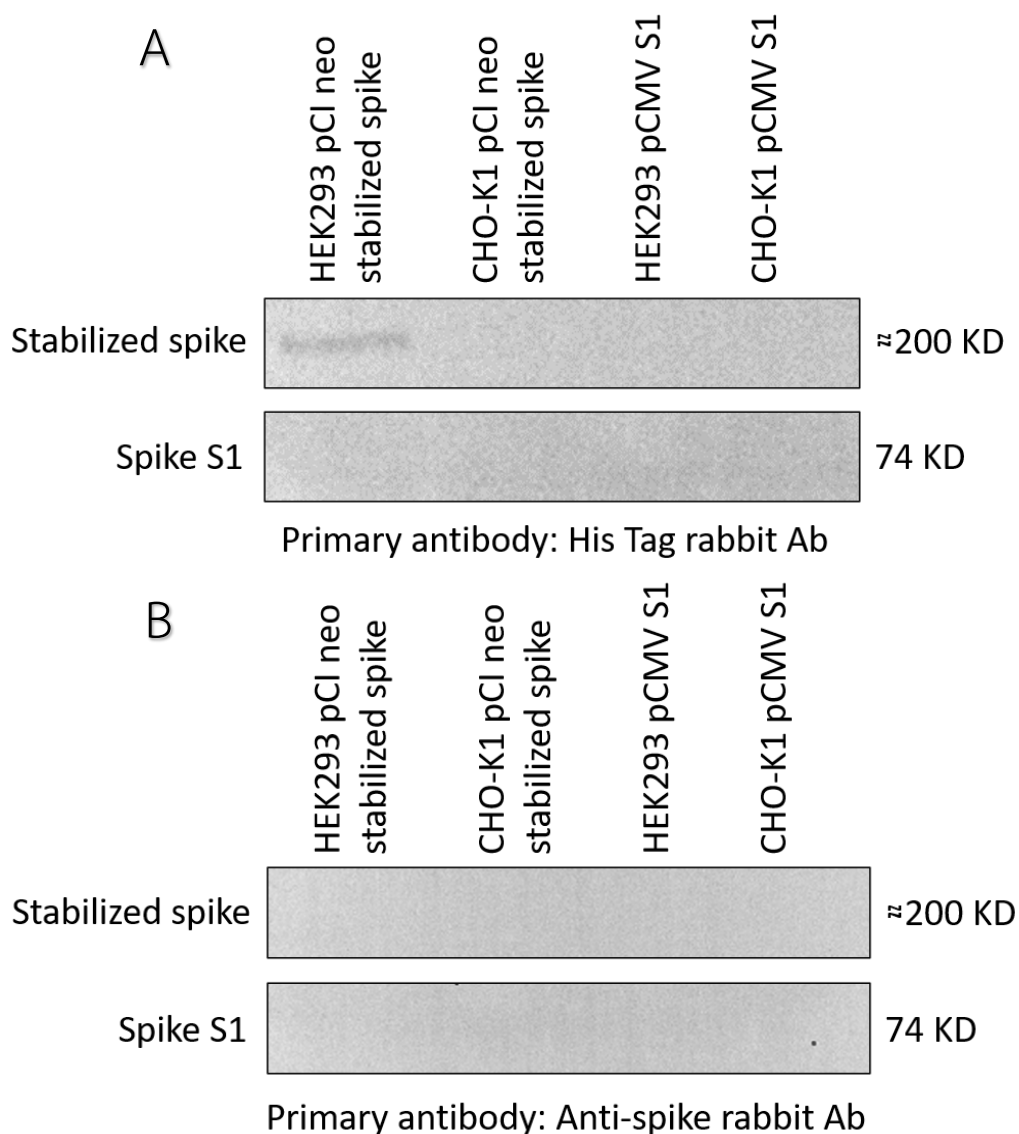 A
HEK293 pCI neo
stabilized spike
CHO-K1 pCI neo
stabilized spike
HEK293 pCMV S1
CHO-K1 pCMV S1
Stabilized spike
≈200 KD
Spike S1
74 KD
Primary antibody: His Tag rabbit Ab
B
HEK293 pCI neo
stabilized spike
CHO-K1 pCI neo
stabilized spike
HEK293 pCMV S1
CHO-K1 pCMV S1
Stabilized spike
≈200 KD
Spike S1
74 KD
Primary antibody: Anti-spike rabbit Ab